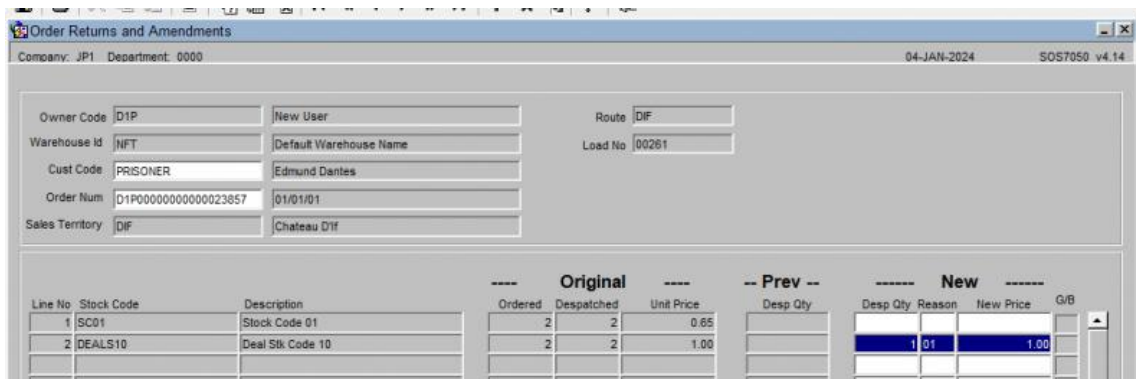 Order Returns and Amendments
Company: JP1 Department: 0000 04-JAN-2024 SOS7050 v4.14
Owner Code D1P New User Route DIF
Warehouse Id NFT Default Warehouse Name Load No 00261
Cust Code PRISONER Edmund Dantes
Order Num D1P00000000000023857 01/01/01
Sales Territory DIF Chateau D'If
---- Original ---- -- Prev -- ------ New ------
Line No Stock Code Description Ordered Despatched Unit Price Desp Qty Desp Qty Reason New Price G/B
1 SC01 Stock Code 01 2 2 0.65
2 DEALS10 Deal Stk Code 10 2 2 1.00 1 01 1.00